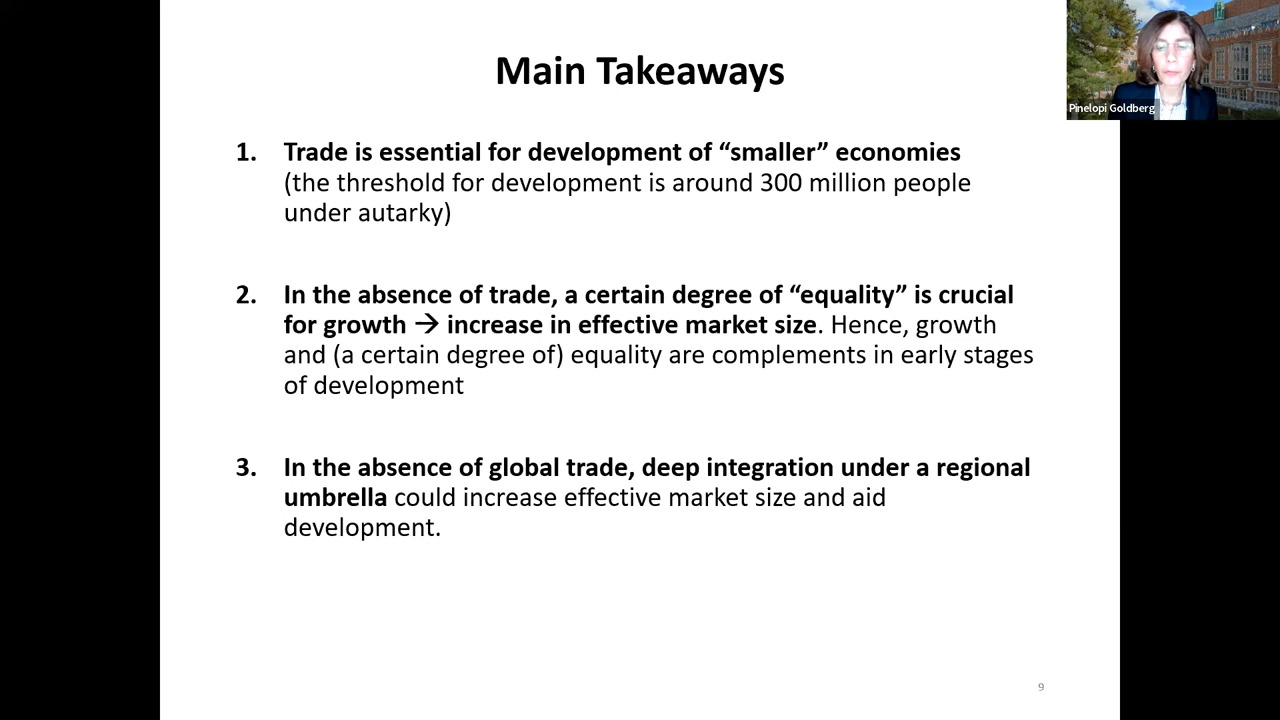 Main Takeaways
Pinelopi Goldberg
1. Trade is essential for development of “smaller” economies
(the threshold for development is around 300 million people
under autarky)
2. In the absence of trade, a certain degree of “equality” is crucial
for growth → increase in effective market size. Hence, growth
and (a certain degree of) equality are complements in early stages
of development
3. In the absence of global trade, deep integration under a regional
umbrella could increase effective market size and aid
development.
9